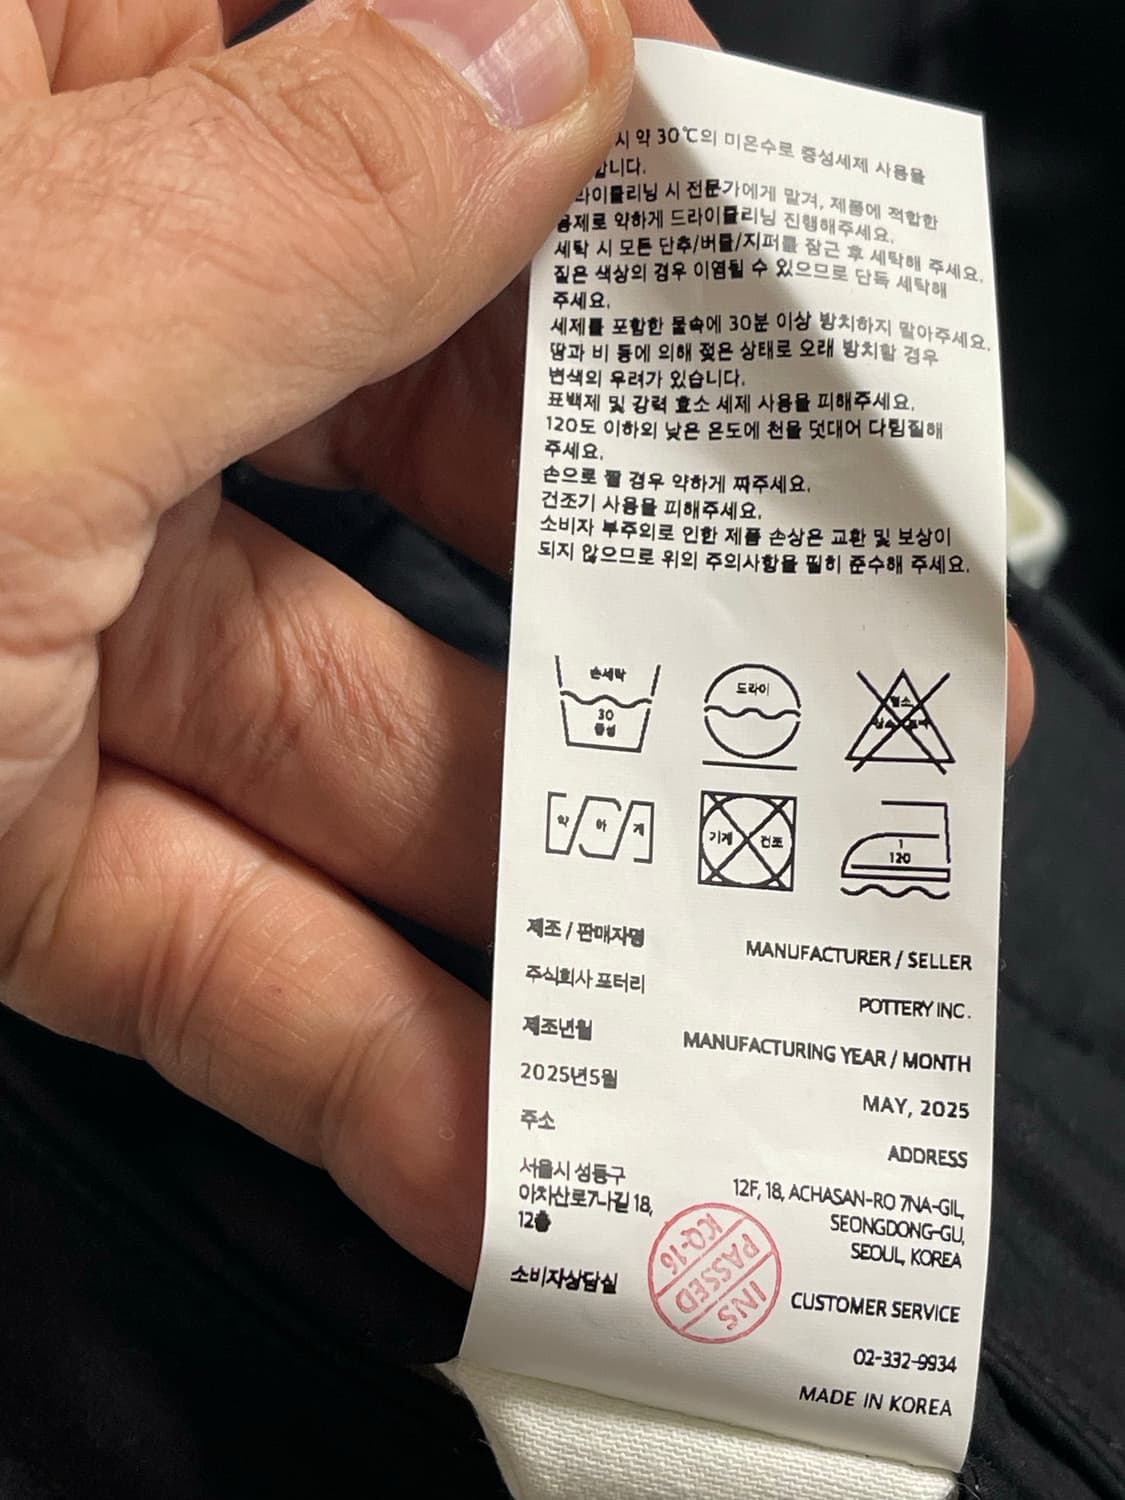 시 약 30℃의 미온수로 중성세제 사용을
합니다.
라이클리닝 시 전문가에게 맡겨, 제품에 적합한
용제로 약하게 드라이클리닝 진행해주세요.
세탁 시 모든 단추/버클/지퍼를 잠근 후 세탁해 주세요.
짙은 색상의 경우 이염될 수 있으므로 단독 세탁해
주세요.
세제를 포함한 물속에 30분 이상 방치하지 말아주세요.
땀과 비 등에 의해 젖은 상태로 오래 방치할 경우
변색의 우려가 있습니다.
표백제 및 강력 효소 세제 사용을 피해주세요.
120도 이하의 낮은 온도에 천을 덧대어 다림질해
주세요.
손으로 짤 경우 약하게 짜주세요.
건조기 사용을 피해주세요.
소비자 부주의로 인한 제품 손상은 교환 및 보상이
되지 않으므로 위의 주의사항을 필히 준수해 주세요.
손세탁
30
중성
드라이
염소
산소
표백
약 하 게
기계 건조
1
120
제조 / 판매자명
MANUFACTURER / SELLER
주식회사 포터리
POTTERY INC.
제조년월
MANUFACTURING YEAR / MONTH
2025년5월
MAY, 2025
주소
ADDRESS
서울시 성동구
아차산로7나길 18,
12층
12F, 18, ACHASAN-RO 7NA-GIL,
SEONGDONG-GU,
SEOUL, KOREA
ICQ-16
PASSED
INS
소비자상담실
CUSTOMER SERVICE
02-332-9934
MADE IN KOREA